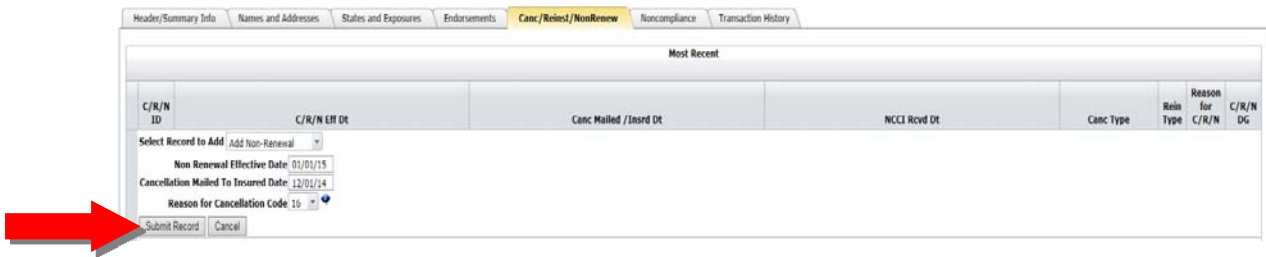 Header/Summary Info Names and Addresses States and Exposures Endorsements Canc/Reinst/NonRenew Noncompliance Transaction History
Most Recent
C/R/N ID C/R/N Eff Dt Canc Mailed /Insrd Dt NCCI Rcvd Dt Canc Type Rein Type Reason for C/R/N C/R/N DG
Select Record to Add Add Non-Renewal
Non Renewal Effective Date 01/01/15
Cancellation Mailed To Insured Date 12/01/14
Reason for Cancellation Code 16
Submit Record Cancel